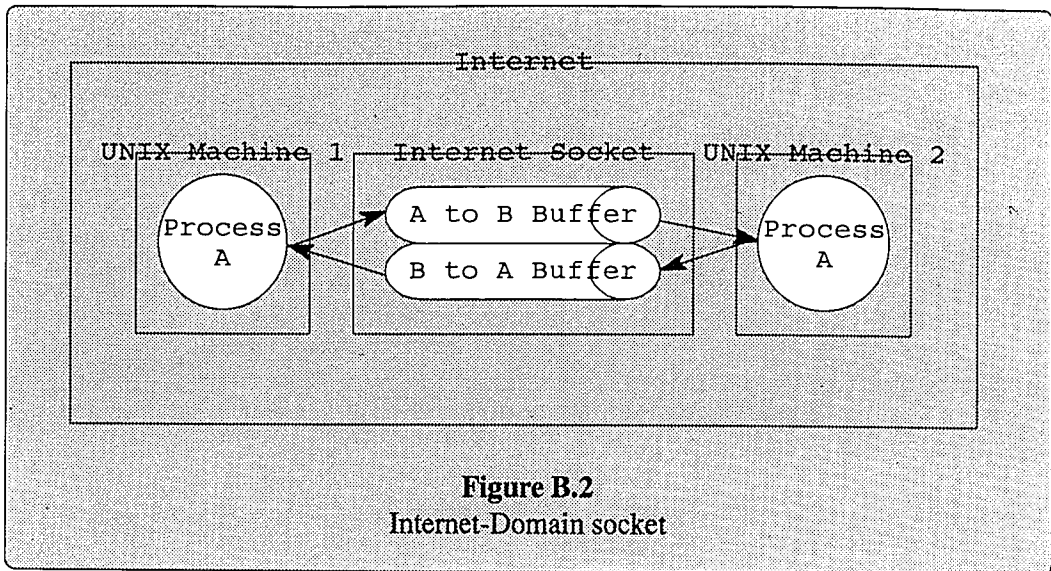 Internet
UNIX Machine 1 Internet Socket UNIX Machine 2
Process
A
A to B Buffer
B to A Buffer
Process
A
Figure B.2
Internet-Domain socket